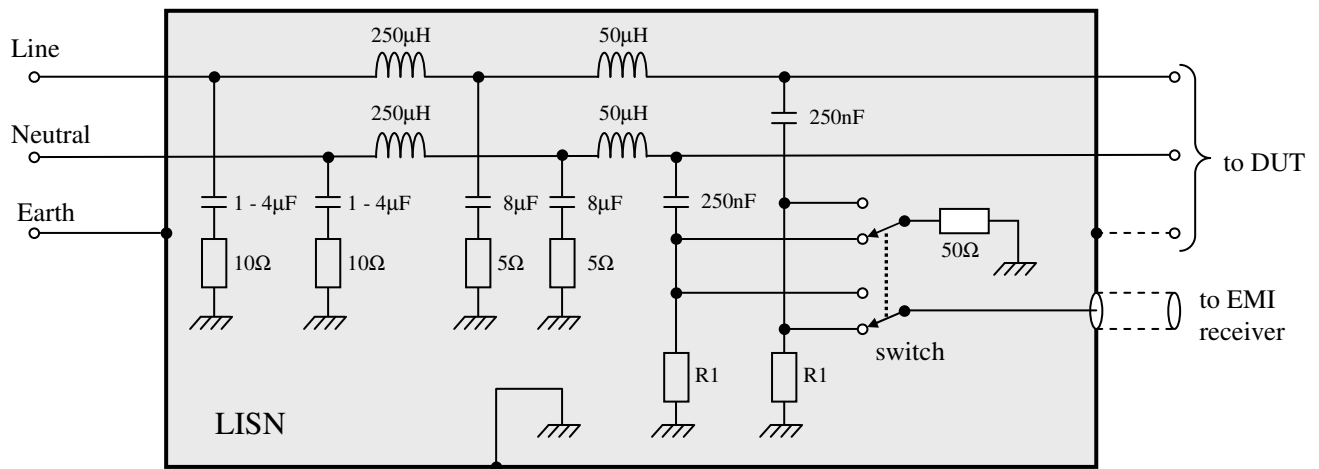 250μH
50μH
Line
250μH
50μH
250nF
Neutral
to DUT
1 - 4μF
1 - 4μF
8μF
8μF
250nF
Earth
10Ω
10Ω
5Ω
5Ω
50Ω
to EMI
receiver
switch
R1
R1
LISN